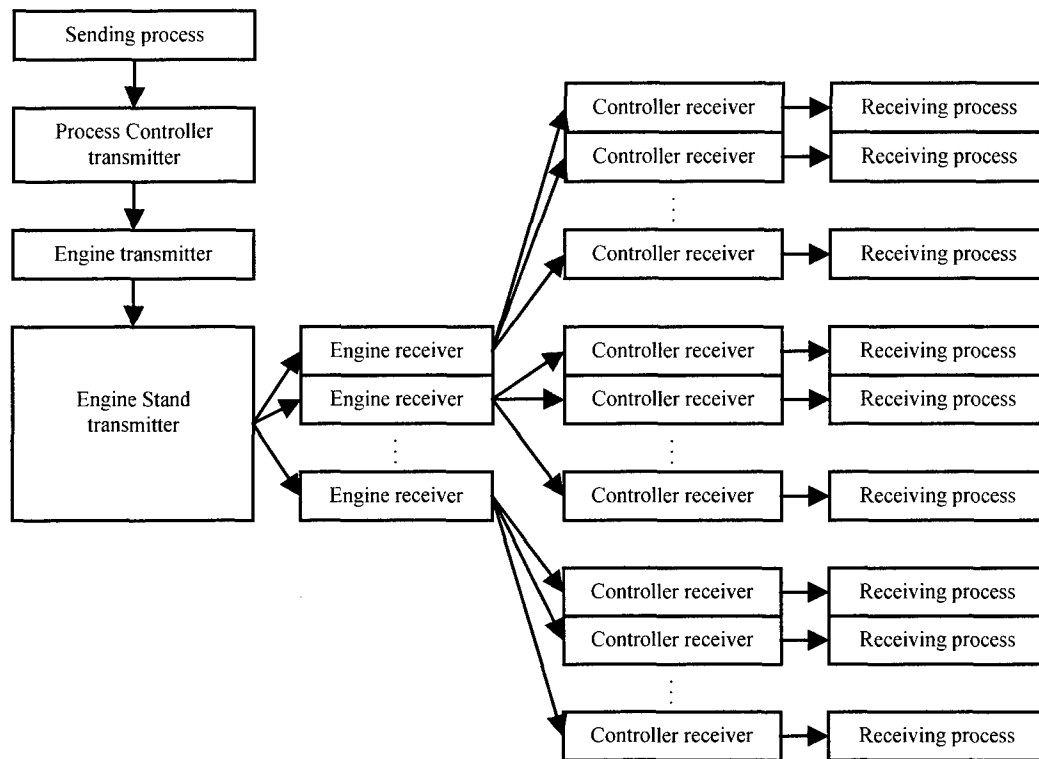 Sending process
Process Controller
transmitter
Engine transmitter
Engine Stand
transmitter
Engine receiver
Engine receiver
Engine receiver
Controller receiver
Receiving process
Controller receiver
Receiving process
Controller receiver
Receiving process
Controller receiver
Receiving process
Controller receiver
Receiving process
Controller receiver
Receiving process
Controller receiver
Receiving process
Controller receiver
Receiving process
Controller receiver
Receiving process